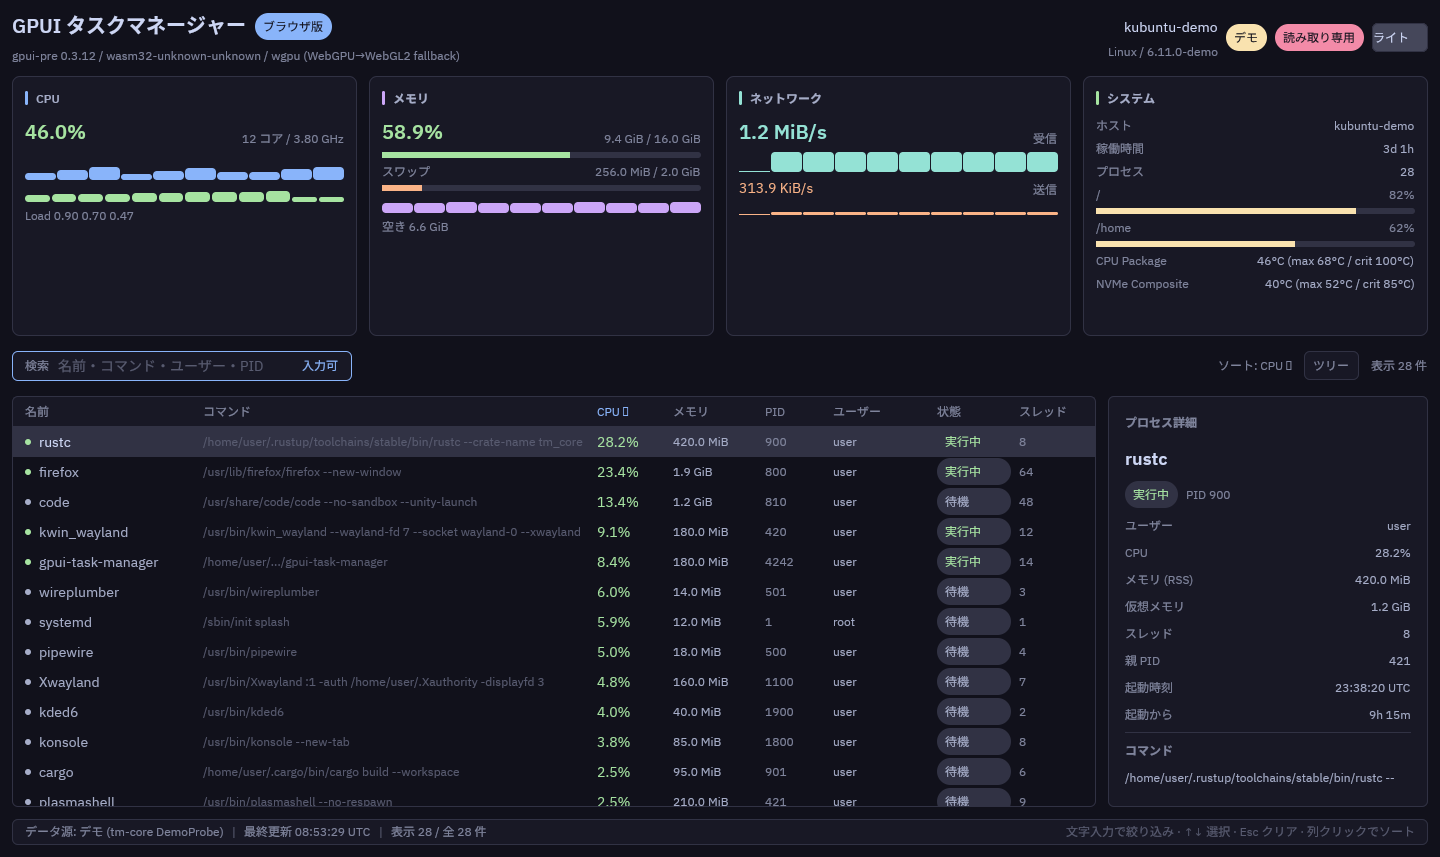 GPUI タスクマネージャー ブラウザ版
gpui-pre 0.3.12 / wasm32-unknown-unknown / wgpu (WebGPU→WebGL2 fallback)
kubuntu-demo
Linux / 6.11.0-demo
デモ 読み取り専用 ライト
CPU
46.0% 12 コア / 3.80 GHz
Load 0.90 0.70 0.47
メモリ
58.9% 9.4 GiB / 16.0 GiB
スワップ 256.0 MiB / 2.0 GiB
空き 6.6 GiB
ネットワーク
1.2 MiB/s 受信
313.9 KiB/s 送信
システム
ホスト kubuntu-demo
稼働時間 3d 1h
プロセス 28
/ 82%
/home 62%
CPU Package 46°C (max 68°C / crit 100°C)
NVMe Composite 40°C (max 52°C / crit 85°C)
検索 名前・コマンド・ユーザー・PID 入力可
ソート: CPU ツリー 表示 28 件
名前 コマンド CPU メモリ PID ユーザー 状態 スレッド
rustc /home/user/.rustup/toolchains/stable/bin/rustc --crate-name tm_core 28.2% 420.0 MiB 900 user 実行中 8
firefox /usr/lib/firefox/firefox --new-window 23.4% 1.9 GiB 800 user 実行中 64
code /usr/share/code/code --no-sandbox --unity-launch 13.4% 1.2 GiB 810 user 待機 48
kwin_wayland /usr/bin/kwin_wayland --wayland-fd 7 --socket wayland-0 --xwayland 9.1% 180.0 MiB 420 user 実行中 12
gpui-task-manager /home/user/.../gpui-task-manager 8.4% 180.0 MiB 4242 user 実行中 14
wireplumber /usr/bin/wireplumber 6.0% 14.0 MiB 501 user 待機 3
systemd /sbin/init splash 5.9% 12.0 MiB 1 root 待機 1
pipewire /usr/bin/pipewire 5.0% 18.0 MiB 500 user 待機 4
Xwayland /usr/bin/Xwayland :1 -auth /home/user/.Xauthority -displayfd 3 4.8% 160.0 MiB 1100 user 待機 7
kded6 /usr/bin/kded6 4.0% 40.0 MiB 1900 user 待機 2
konsole /usr/bin/konsole --new-tab 3.8% 85.0 MiB 1800 user 待機 8
cargo /home/user/.cargo/bin/cargo build --workspace 2.5% 95.0 MiB 901 user 待機 6
plasmashell /usr/bin/plasmashell --no-respawn 2.5% 210.0 MiB 421 user 待機 9
プロセス詳細
rustc
実行中 PID 900
ユーザー user
CPU 28.2%
メモリ (RSS) 420.0 MiB
仮想メモリ 1.2 GiB
スレッド 8
親 PID 421
起動時刻 23:38:20 UTC
起動から 9h 15m
コマンド
/home/user/.rustup/toolchains/stable/bin/rustc --
データ源: デモ (tm-core DemoProbe) | 最終更新 08:53:29 UTC | 表示 28 / 全 28 件
文字入力で絞り込み · ↑↓ 選択 · Esc クリア · 列クリックでソート